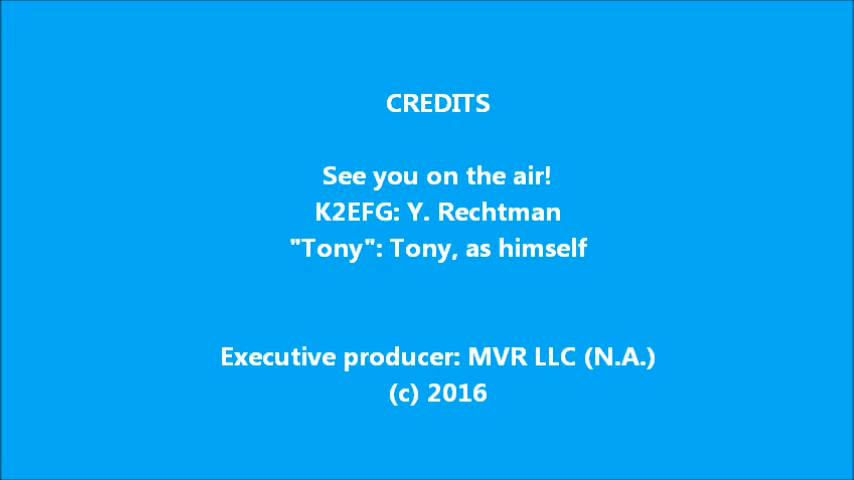 CREDITS
See you on the air!
K2EFG: Y. Rechtman
"Tony": Tony, as himself
Executive producer: MVR LLC (N.A.)
(c) 2016